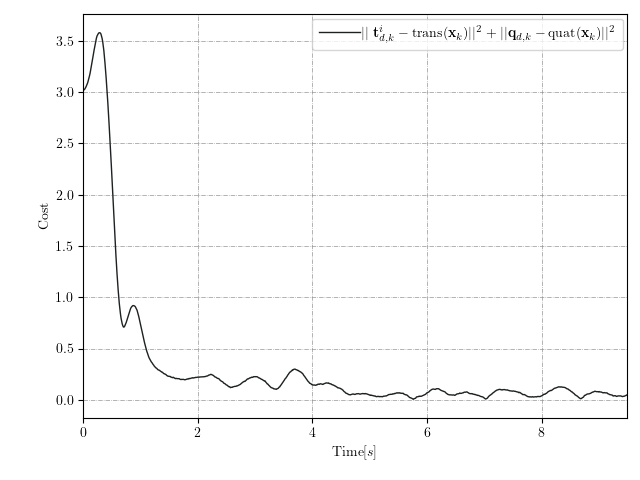 || t^i_{d,k} − trans(x_k)||^2 + ||q_{d,k} − quat(x_k)||^2
3.5
3.0
2.5
2.0
1.5
1.0
0.5
0.0
Cost
0 2 4 6 8
Time[s]